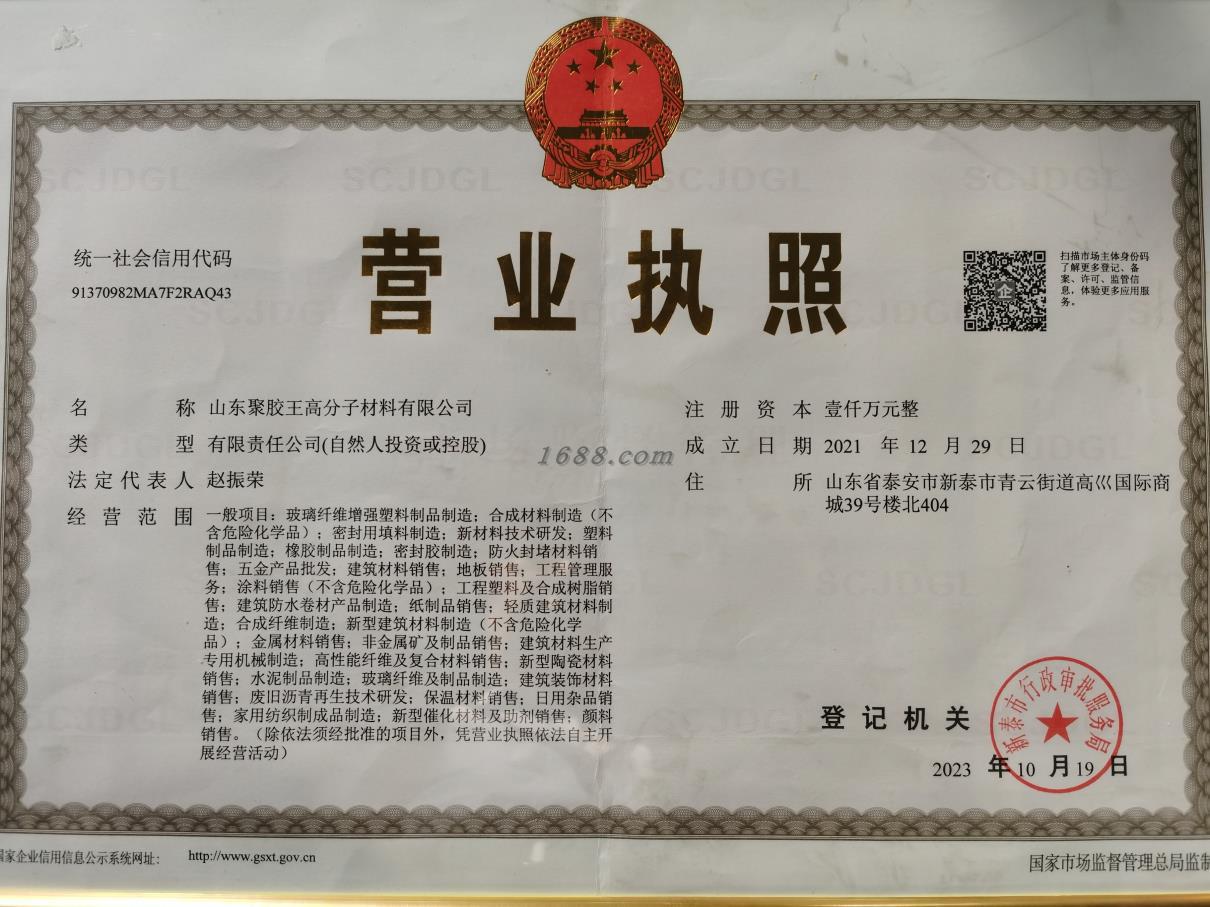 营业执照
统一社会信用代码
91370982MA7F2RAQ43
扫描市场主体身份码
了解更多登记、备
案、许可、监管信
息，体验更多应用服
务。
名 称 山东聚胶王高分子材料有限公司
类 型 有限责任公司(自然人投资或控股)
法定代表人 赵振荣
经营范围 一般项目：玻璃纤维增强塑料制品制造；合成材料制造（不
含危险化学品）；密封用填料制造；新材料技术研发；塑料
制品制造；橡胶制品制造；密封胶制造；防火封堵材料销
售；五金产品批发；建筑材料销售；地板销售；工程管理服
务；涂料销售（不含危险化学品）；工程塑料及合成树脂销
售；建筑防水卷材产品制造；纸制品销售；轻质建筑材料制
造；合成纤维制造；新型建筑材料制造（不含危险化学
品）；金属材料销售；非金属矿及制品销售；建筑材料生产
专用机械制造；高性能纤维及复合材料销售；新型陶瓷材料
销售；水泥制品制造；玻璃纤维及制品制造；建筑装饰材料
销售；废旧沥青再生技术研发；保温材料销售；日用杂品销
售；家用纺织制成品制造；新型催化材料及助剂销售；颜料
销售。（除依法须经批准的项目外，凭营业执照依法自主开
展经营活动）
注册资本 壹仟万元整
成立日期 2021 年 12 月 29 日
住 所 山东省泰安市新泰市青云街道高巛国际商
城39号楼北404
1688.com
登记机关
新泰市行政审批服务局
2023 年 10 月 19 日
国家企业信用信息公示系统网址： http://www.gsxt.gov.cn
国家市场监督管理总局监制
SCJDGL